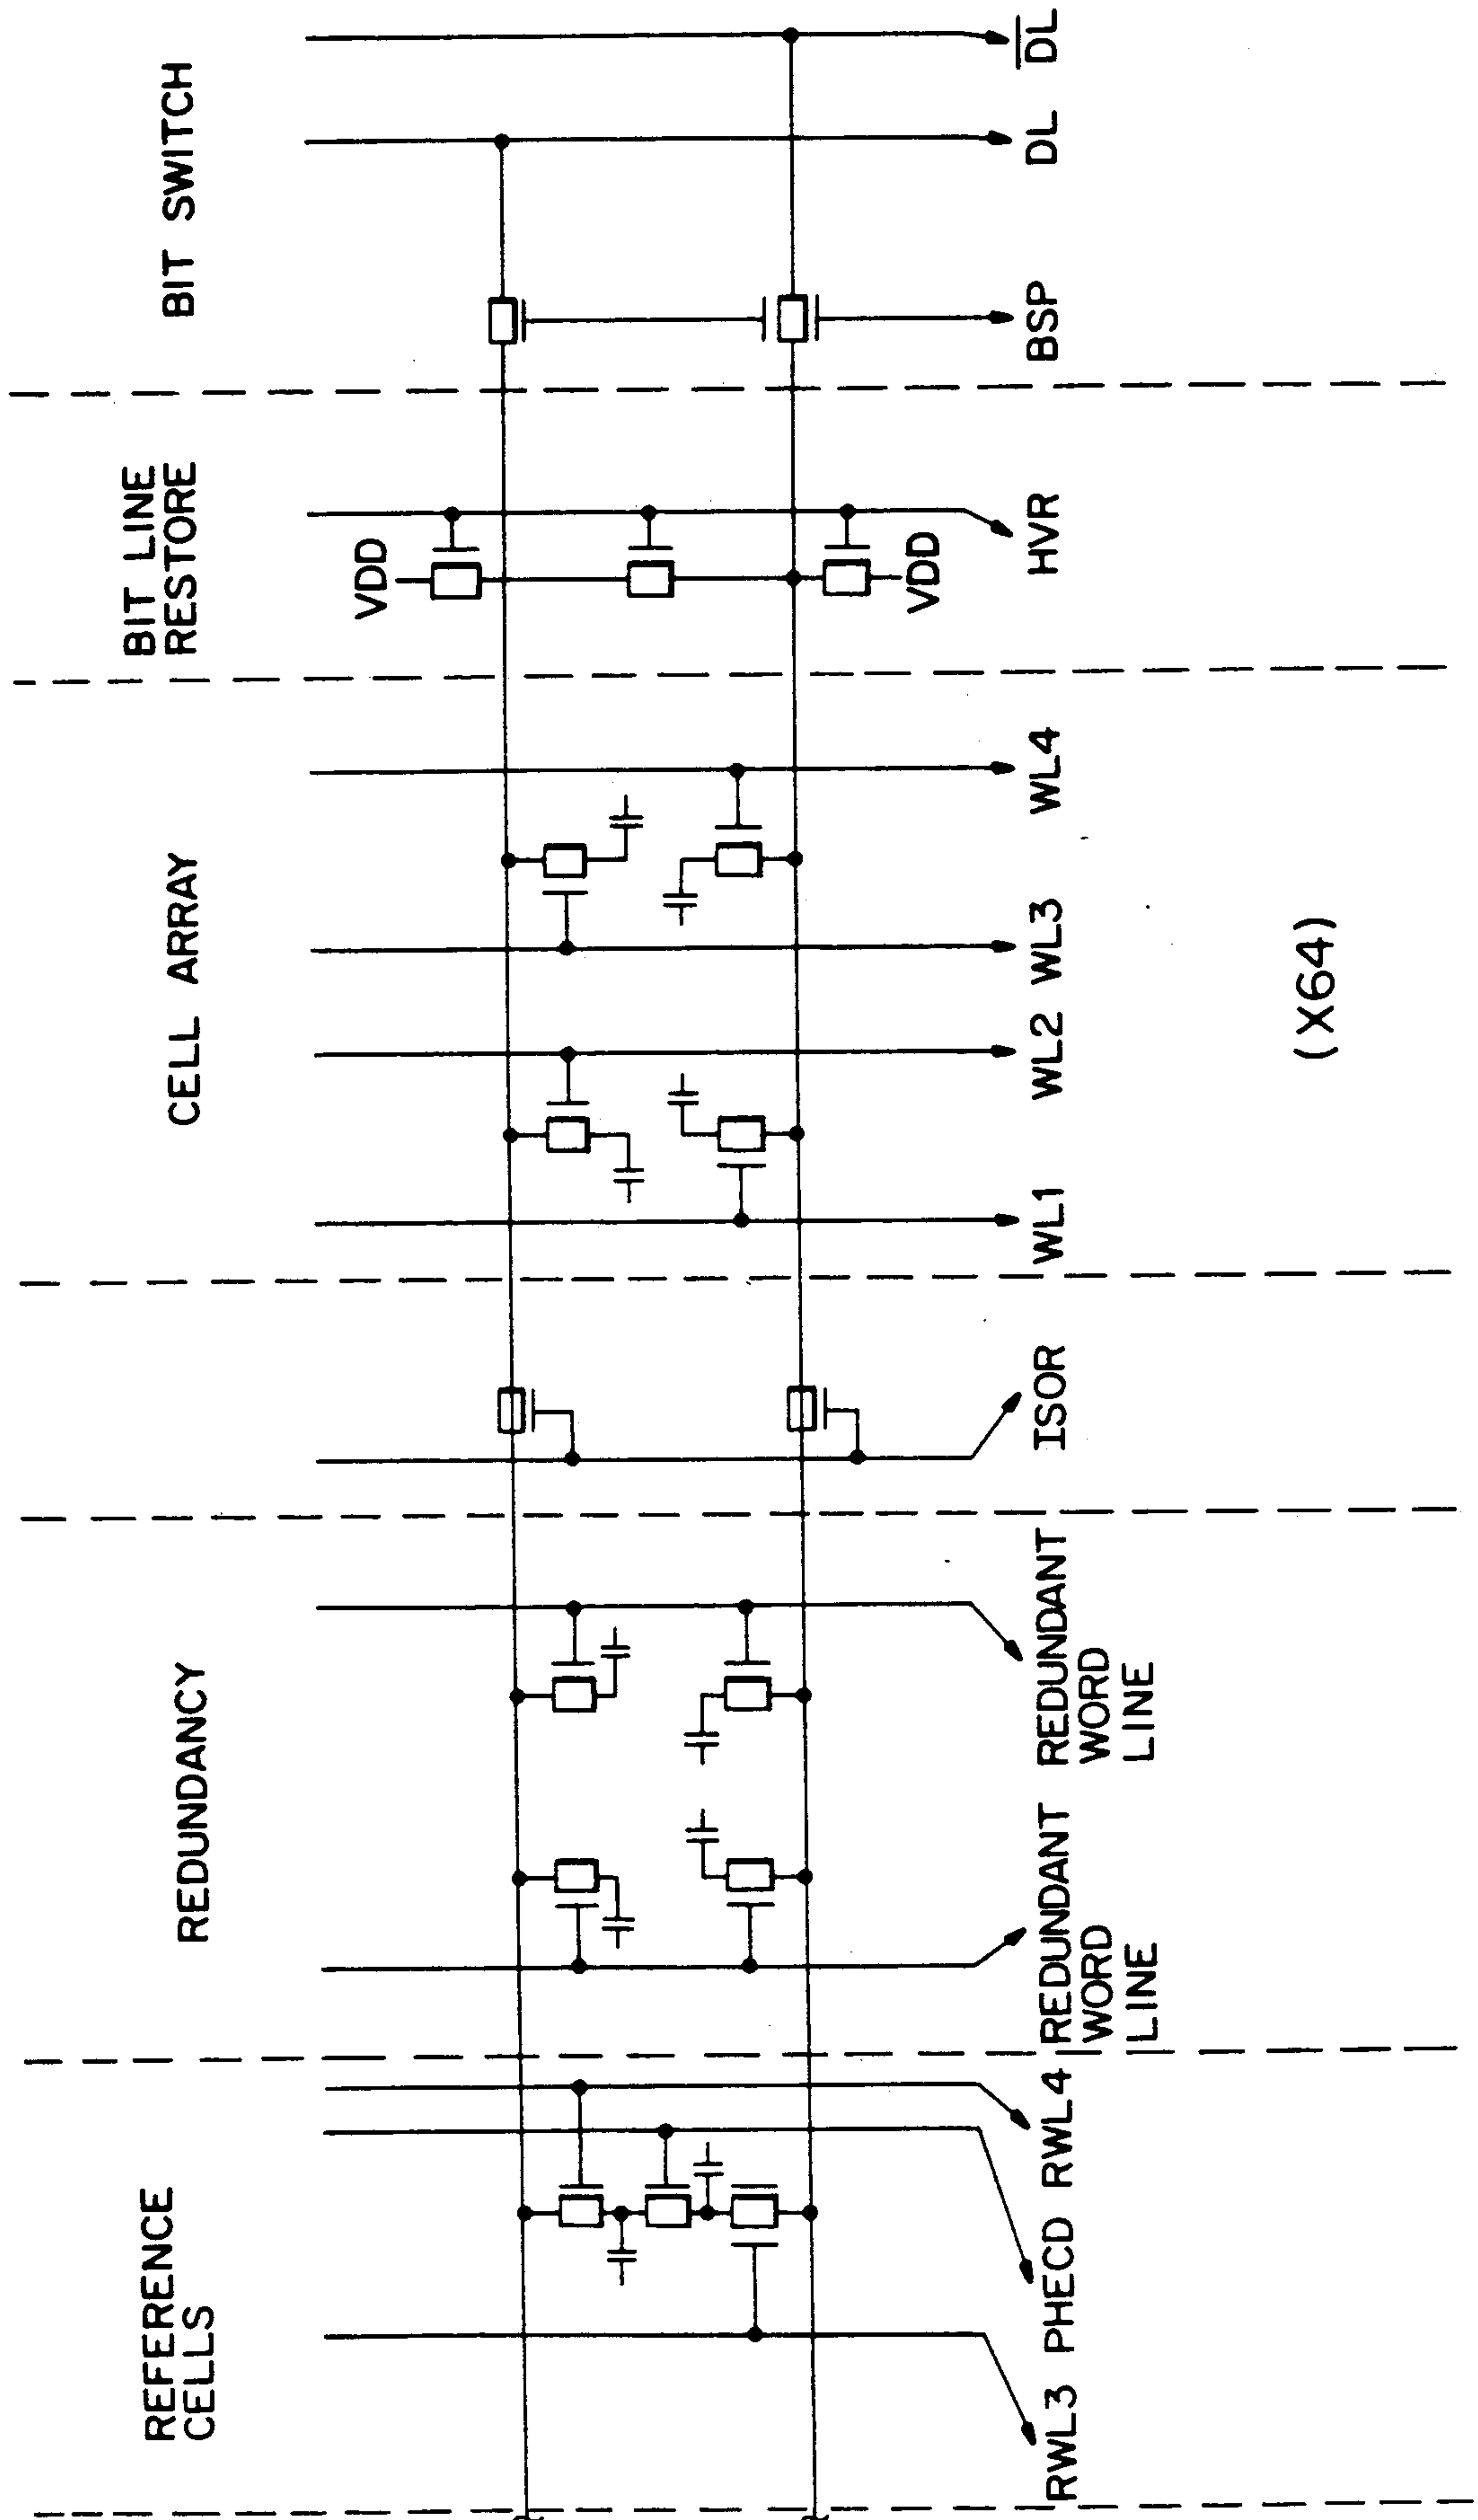 REFERENCE
CELLS
REDUNDANCY
CELL ARRAY
BIT LINE
RESTORE
BIT SWITCH
VDD
VDD
RWL3 PHECD RWL4
REDUNDANT
WORD
LINE
REDUNDANT
WORD
LINE
ISOR
WL1 WL2 WL3 WL4
HVR
BSP
DL
D̅L̅
(X64)